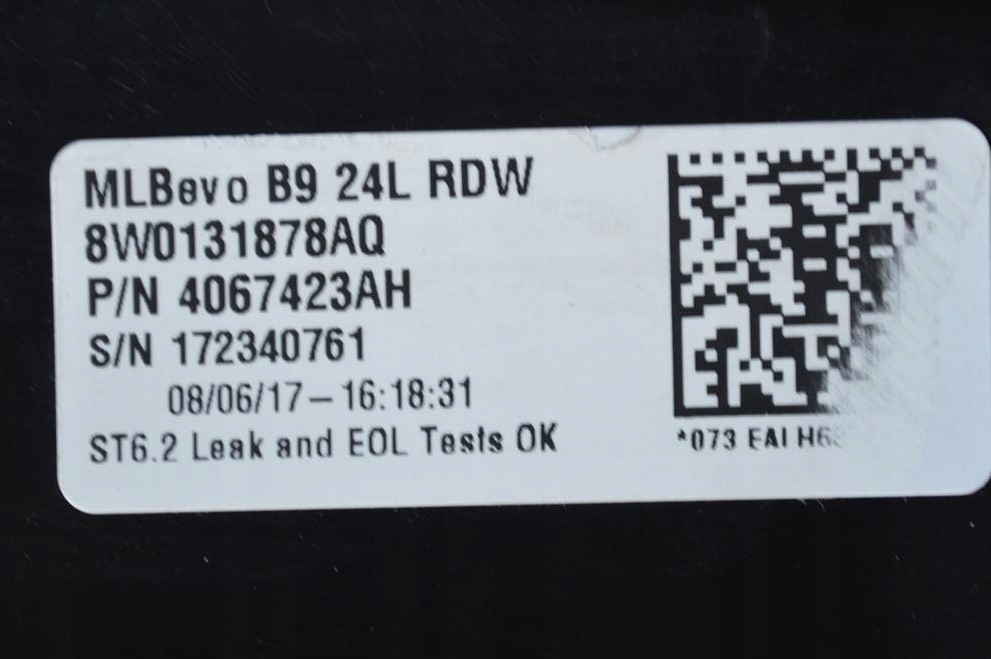 MLBevo B9 24L RDW
8W0131878AQ
P/N 4067423AH
S/N 172340761
08/06/17–16:18:31
ST6.2 Leak and EOL Tests OK
*073 EAI